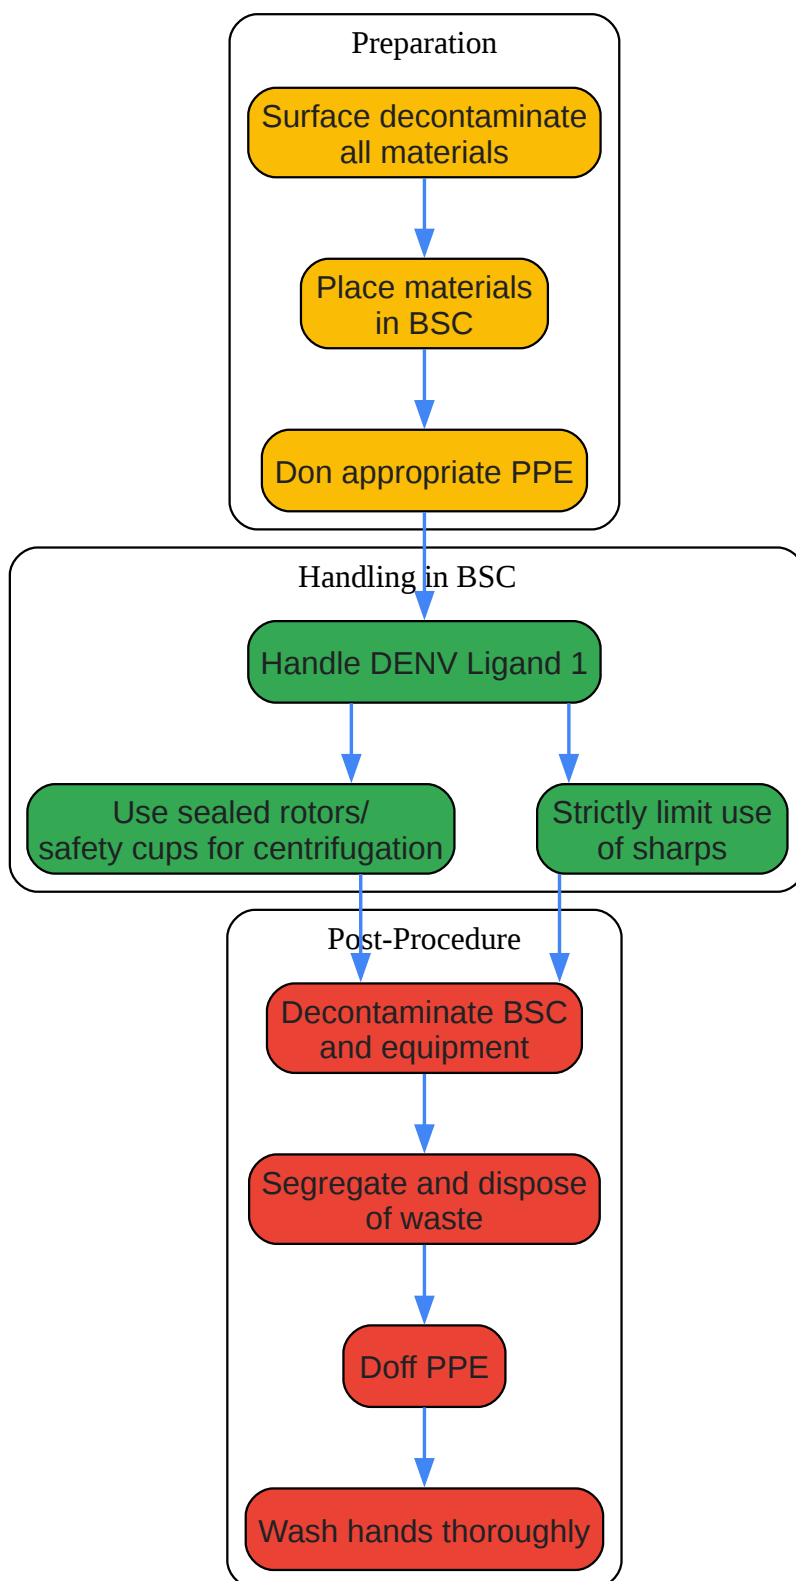 Preparation
Surface decontaminate
all materials
Place materials
in BSC
Don appropriate PPE
Handling in BSC
Handle DENV Ligand 1
Use sealed rotors/
safety cups for centrifugation
Strictly limit use
of sharps
Post-Procedure
Decontaminate BSC
and equipment
Segregate and dispose
of waste
Doff PPE
Wash hands thoroughly